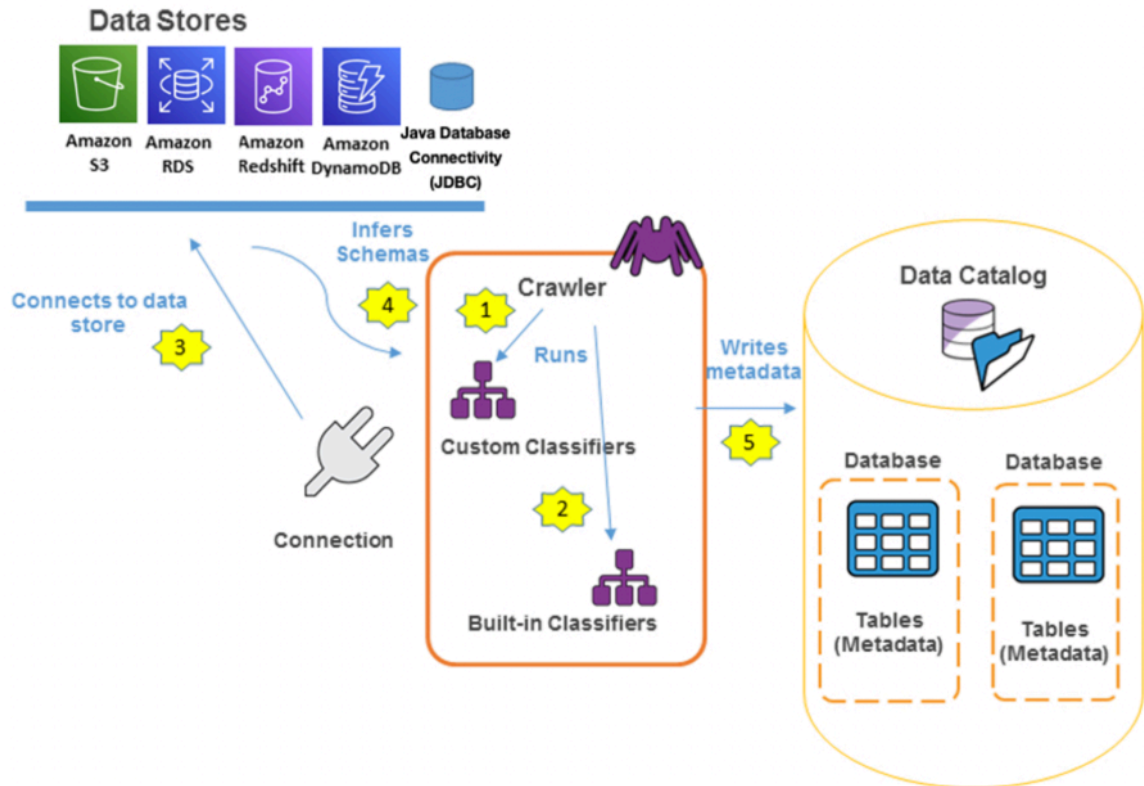 Data Stores
Amazon
S3
Amazon
RDS
Amazon
Redshift
Amazon
DynamoDB
Java Database
Connectivity
(JDBC)
Infers
Schemas
4
Connects to data
store
3
Connection
Crawler
1
Runs
Custom Classifiers
2
Built-in Classifiers
Writes
metadata
5
Data Catalog
Database
Tables
(Metadata)
Database
Tables
(Metadata)